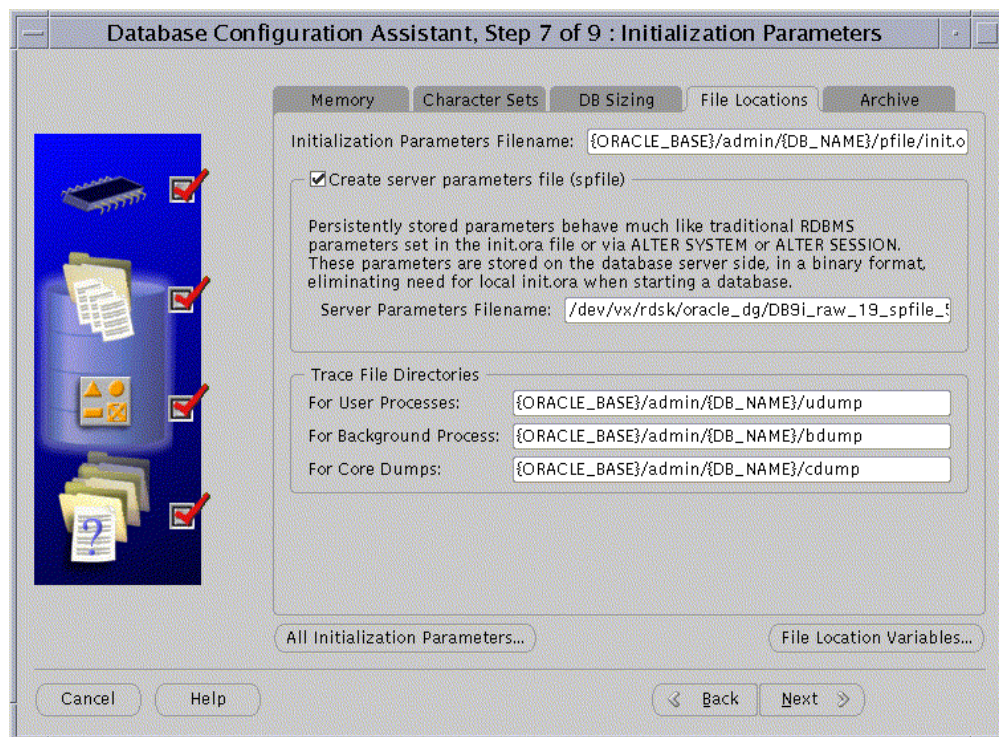 Database Configuration Assistant, Step 7 of 9 : Initialization Parameters
Memory Character Sets DB Sizing File Locations Archive
Initialization Parameters Filename: {ORACLE_BASE}/admin/{DB_NAME}/pfile/init.o
Create server parameters file (spfile)
Persistently stored parameters behave much like traditional RDBMS
parameters set in the init.ora file or via ALTER SYSTEM or ALTER SESSION.
These parameters are stored on the database server side, in a binary format,
eliminating need for local init.ora when starting a database.
Server Parameters Filename: /dev/vx/rdsk/oracle_dg/DB9i_raw_19_spfile_5
Trace File Directories
For User Processes: {ORACLE_BASE}/admin/{DB_NAME}/udump
For Background Process: {ORACLE_BASE}/admin/{DB_NAME}/bdump
For Core Dumps: {ORACLE_BASE}/admin/{DB_NAME}/cdump
?
All Initialization Parameters... File Location Variables...
Cancel Help Back Next